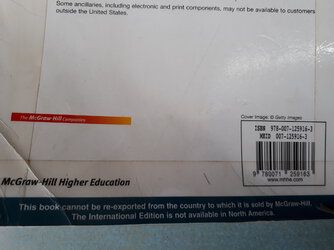 Some ancillaries, including electronic and print components, may not be available to customers
outside the United States.
The McGraw·Hill Companies
Cover Image: © Getty Images
ISBN 978-007-125916-3
MHID 007-125916-3
9 780071 259163
www.mhhe.com
McGraw-Hill Higher Education
This book cannot be re-exported from the country to which it is sold by McGraw-Hill.
The International Edition is not available in North America.